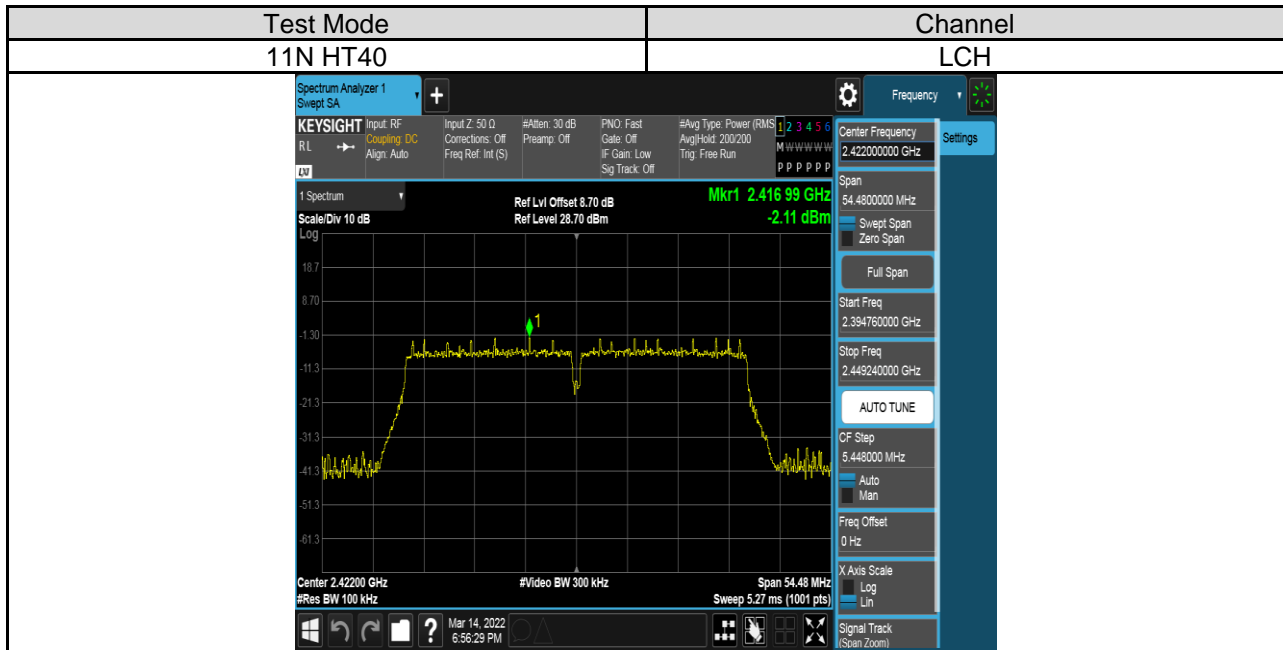 Test Mode Channel
11N HT40 LCH
Spectrum Analyzer 1
Swept SA
+
Frequency
KEYSIGHT
RL
LXI
Input: RF
Coupling: DC
Align: Auto
Input Z: 50 Ω
Corrections: Off
Freq Ref: Int (S)
#Atten: 30 dB
Preamp: Off
PNO: Fast
Gate: Off
IF Gain: Low
Sig Track: Off
#Avg Type: Power (RMS
Avg|Hold: 200/200
Trig: Free Run
1 2 3 4 5 6
M W W W W W
P P P P P P
1 Spectrum
Scale/Div 10 dB
Log
Ref Lvl Offset 8.70 dB
Ref Level 28.70 dBm
Mkr1 2.416 99 GHz
-2.11 dBm
18.7
8.70
-1.30
-11.3
-21.3
-31.3
-41.3
-51.3
-61.3
1
Center 2.42200 GHz
#Res BW 100 kHz
#Video BW 300 kHz
Span 54.48 MHz
Sweep 5.27 ms (1001 pts)
Center Frequency
2.422000000 GHz
Settings
Span
54.4800000 MHz
Swept Span
Zero Span
Full Span
Start Freq
2.394760000 GHz
Stop Freq
2.449240000 GHz
AUTO TUNE
CF Step
5.448000 MHz
Auto
Man
Freq Offset
0 Hz
X Axis Scale
Log
Lin
Signal Track
(Span Zoom)
?
Mar 14, 2022
6:56:29 PM